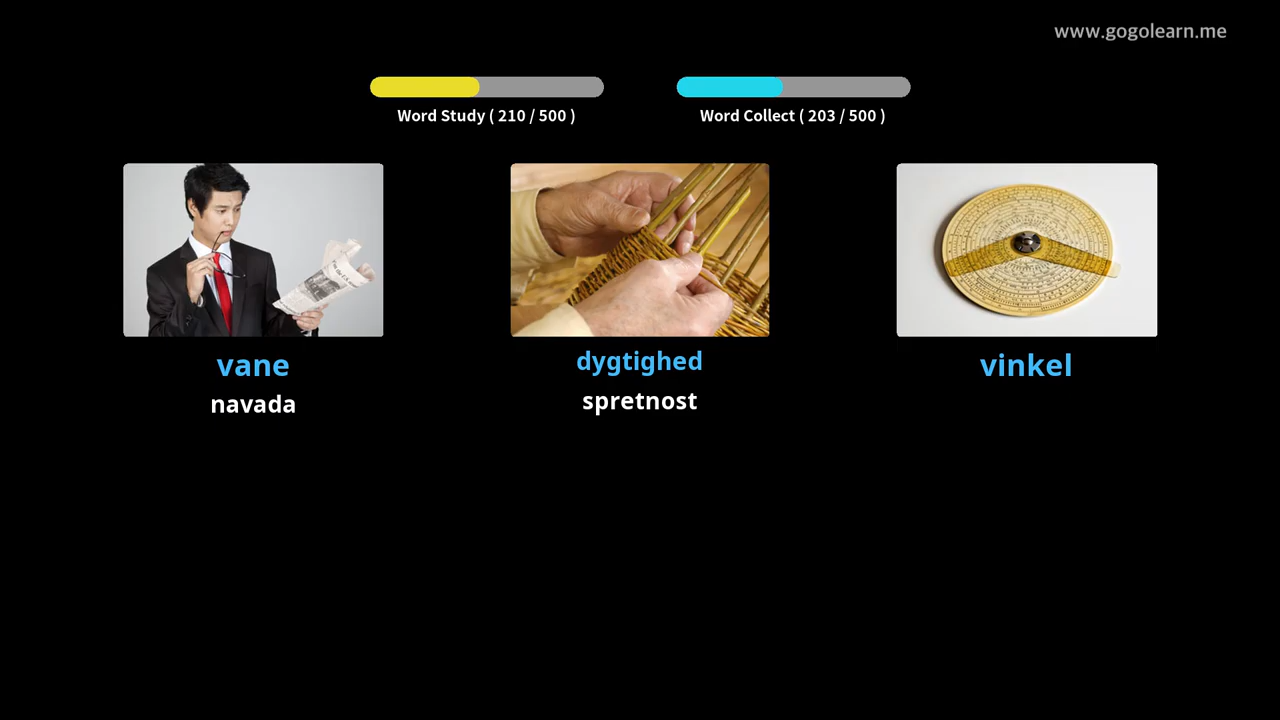 www.gogolearn.me
Word Study ( 210 / 500 )
Word Collect ( 203 / 500 )
vane
navada
dygtighed
spretnost
vinkel